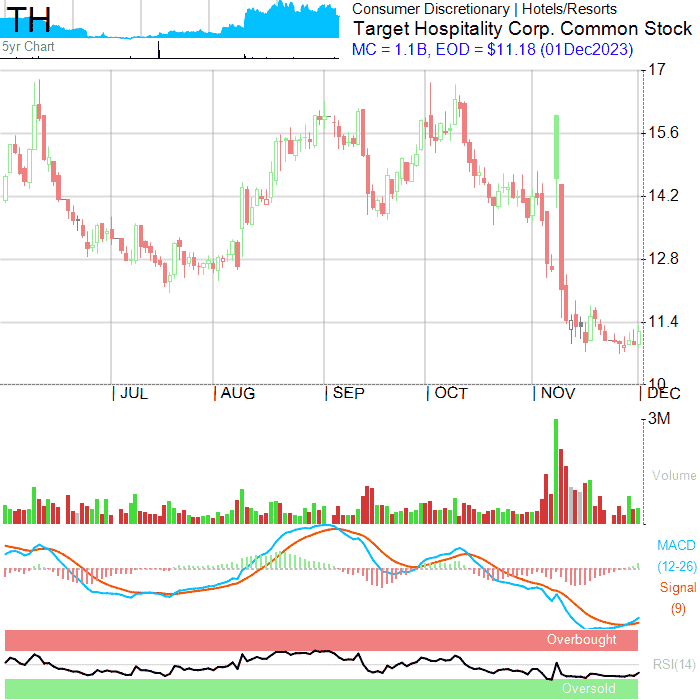 TH
5yr Chart
Consumer Discretionary | Hotels/Resorts
Target Hospitality Corp. Common Stock
MC = 1.1B, EOD = $11.18 (01Dec2023)
17
15.6
14.2
12.8
11.4
10
JUL
AUG
SEP
OCT
NOV
DEC
3M
Volume
MACD
(12-26)
Signal
(9)
Overbought
RSI(14)
Oversold